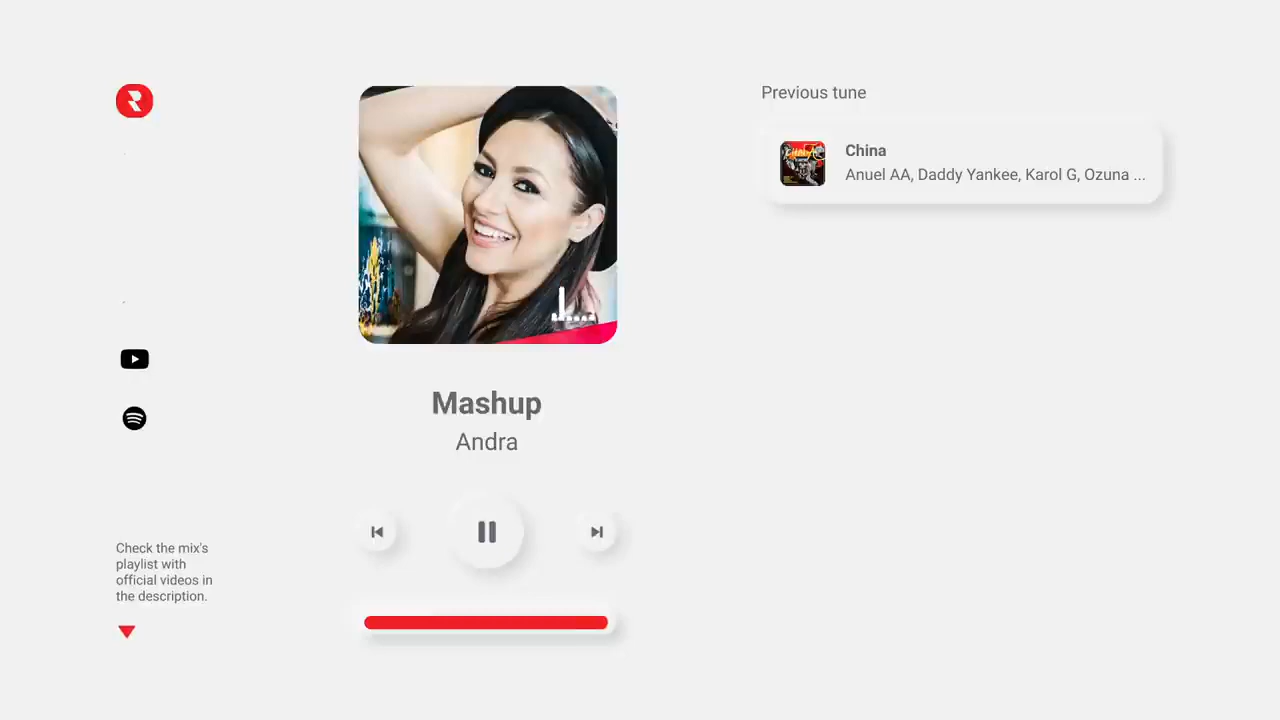 Previous tune
China
Anuel AA, Daddy Yankee, Karol G, Ozuna ...
Mashup
Andra
Check the mix's
playlist with
official videos in
the description.